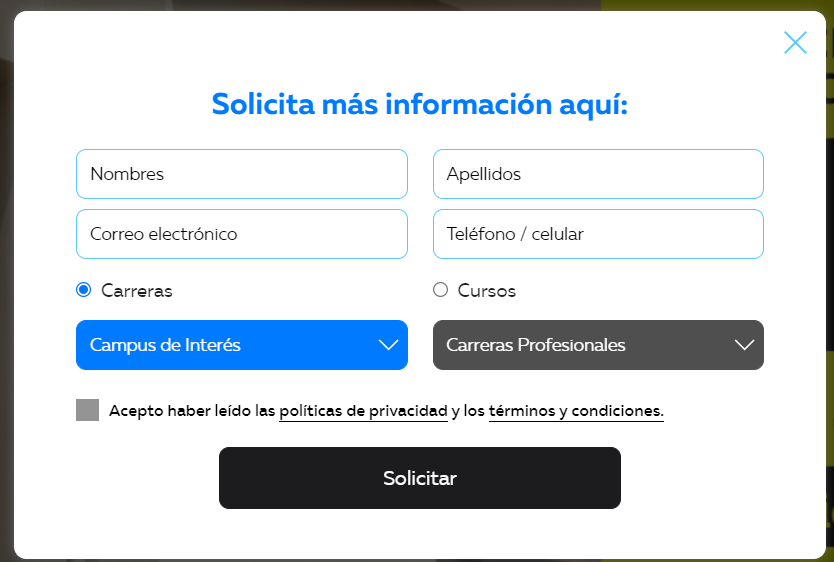 Solicita más información aquí:
Nombres
Apellidos
Correo electrónico
Teléfono / celular
Carreras
Cursos
Campus de Interés
Carreras Profesionales
Acepto haber leído las políticas de privacidad y los términos y condiciones.
Solicitar